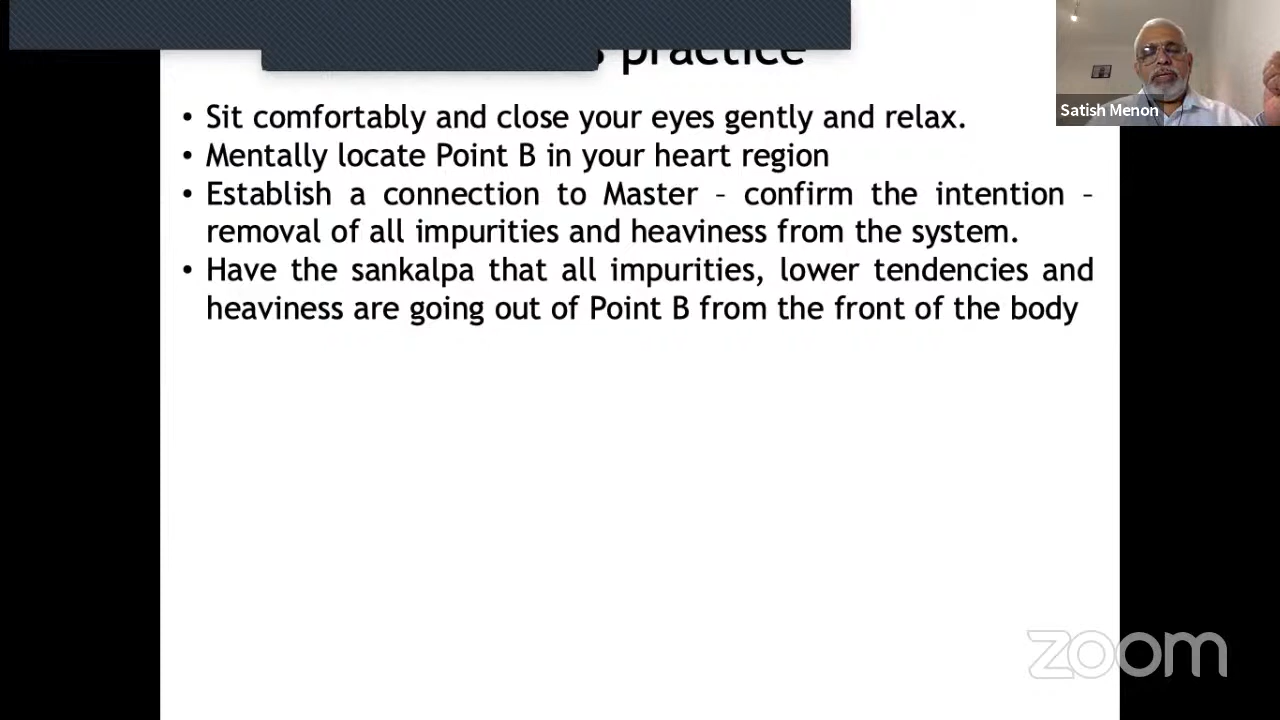 practice
Satish Menon
• Sit comfortably and close your eyes gently and relax.
• Mentally locate Point B in your heart region
• Establish a connection to Master – confirm the intention –
removal of all impurities and heaviness from the system.
• Have the sankalpa that all impurities, lower tendencies and
heaviness are going out of Point B from the front of the body
zoom